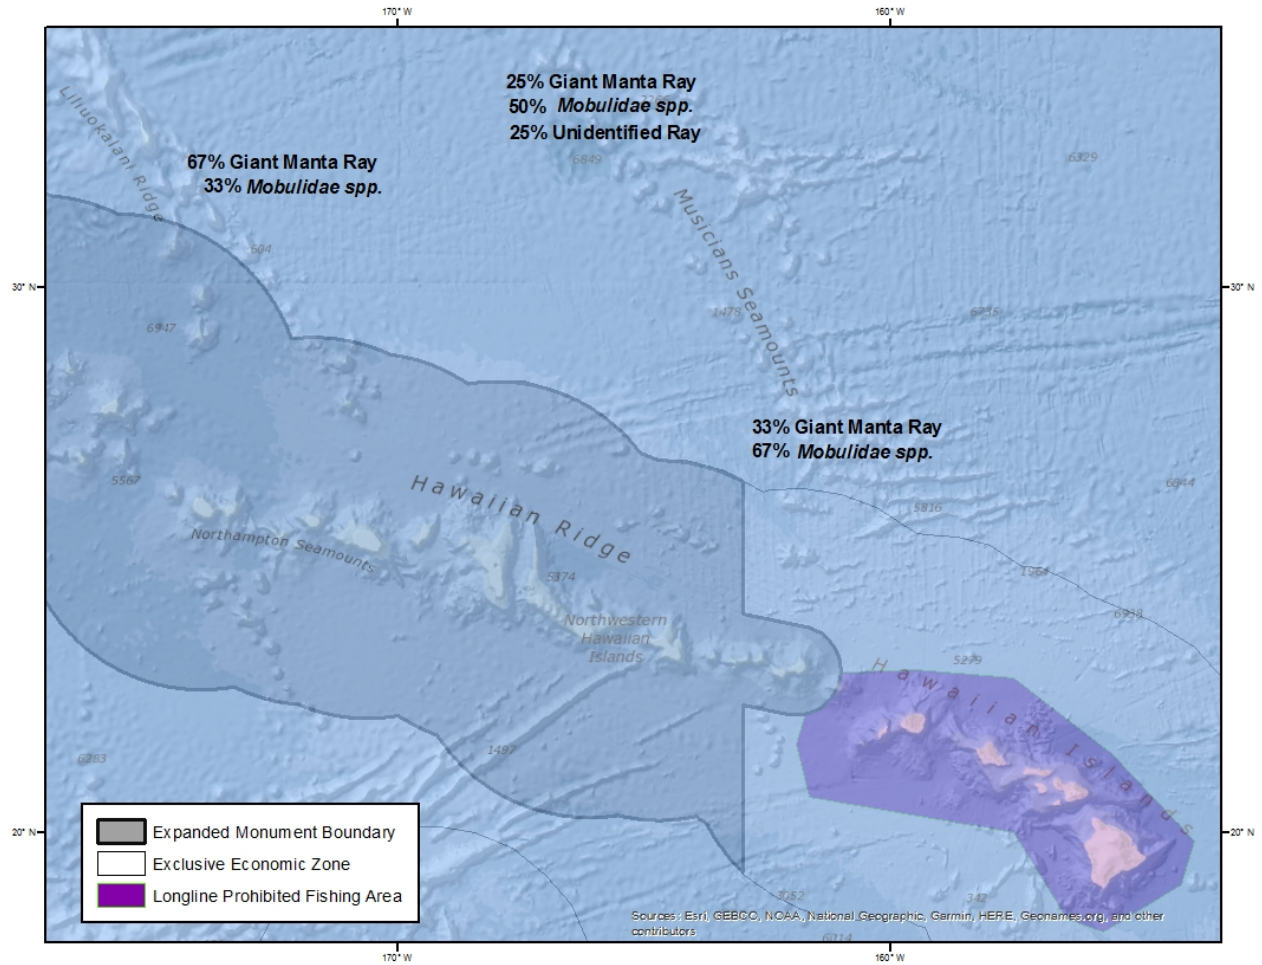 170° W
160° W
25% Giant Manta Ray
50% Mobulidae spp.
25% Unidentified Ray
Liliuokalani Ridge
67% Giant Manta Ray
33% Mobulidae spp.
6849
6329
Musicians Seamounts
604
30° N
30° N
6947
1478
6735
33% Giant Manta Ray
67% Mobulidae spp.
5567
Hawaiian Ridge
6844
5816
Northampton Seamounts
5374
1964
6938
Northwestern
Hawaiian
Islands
5279
Hawaiian Islands
1497
6283
20° N
20° N
Expanded Monument Boundary
Exclusive Economic Zone
Longline Prohibited Fishing Area
3052
342
Sources: Esri, GEBCO, NOAA, National Geographic, Garmin, HERE, Geonames.org, and other
contributors
6014
170° W
160° W